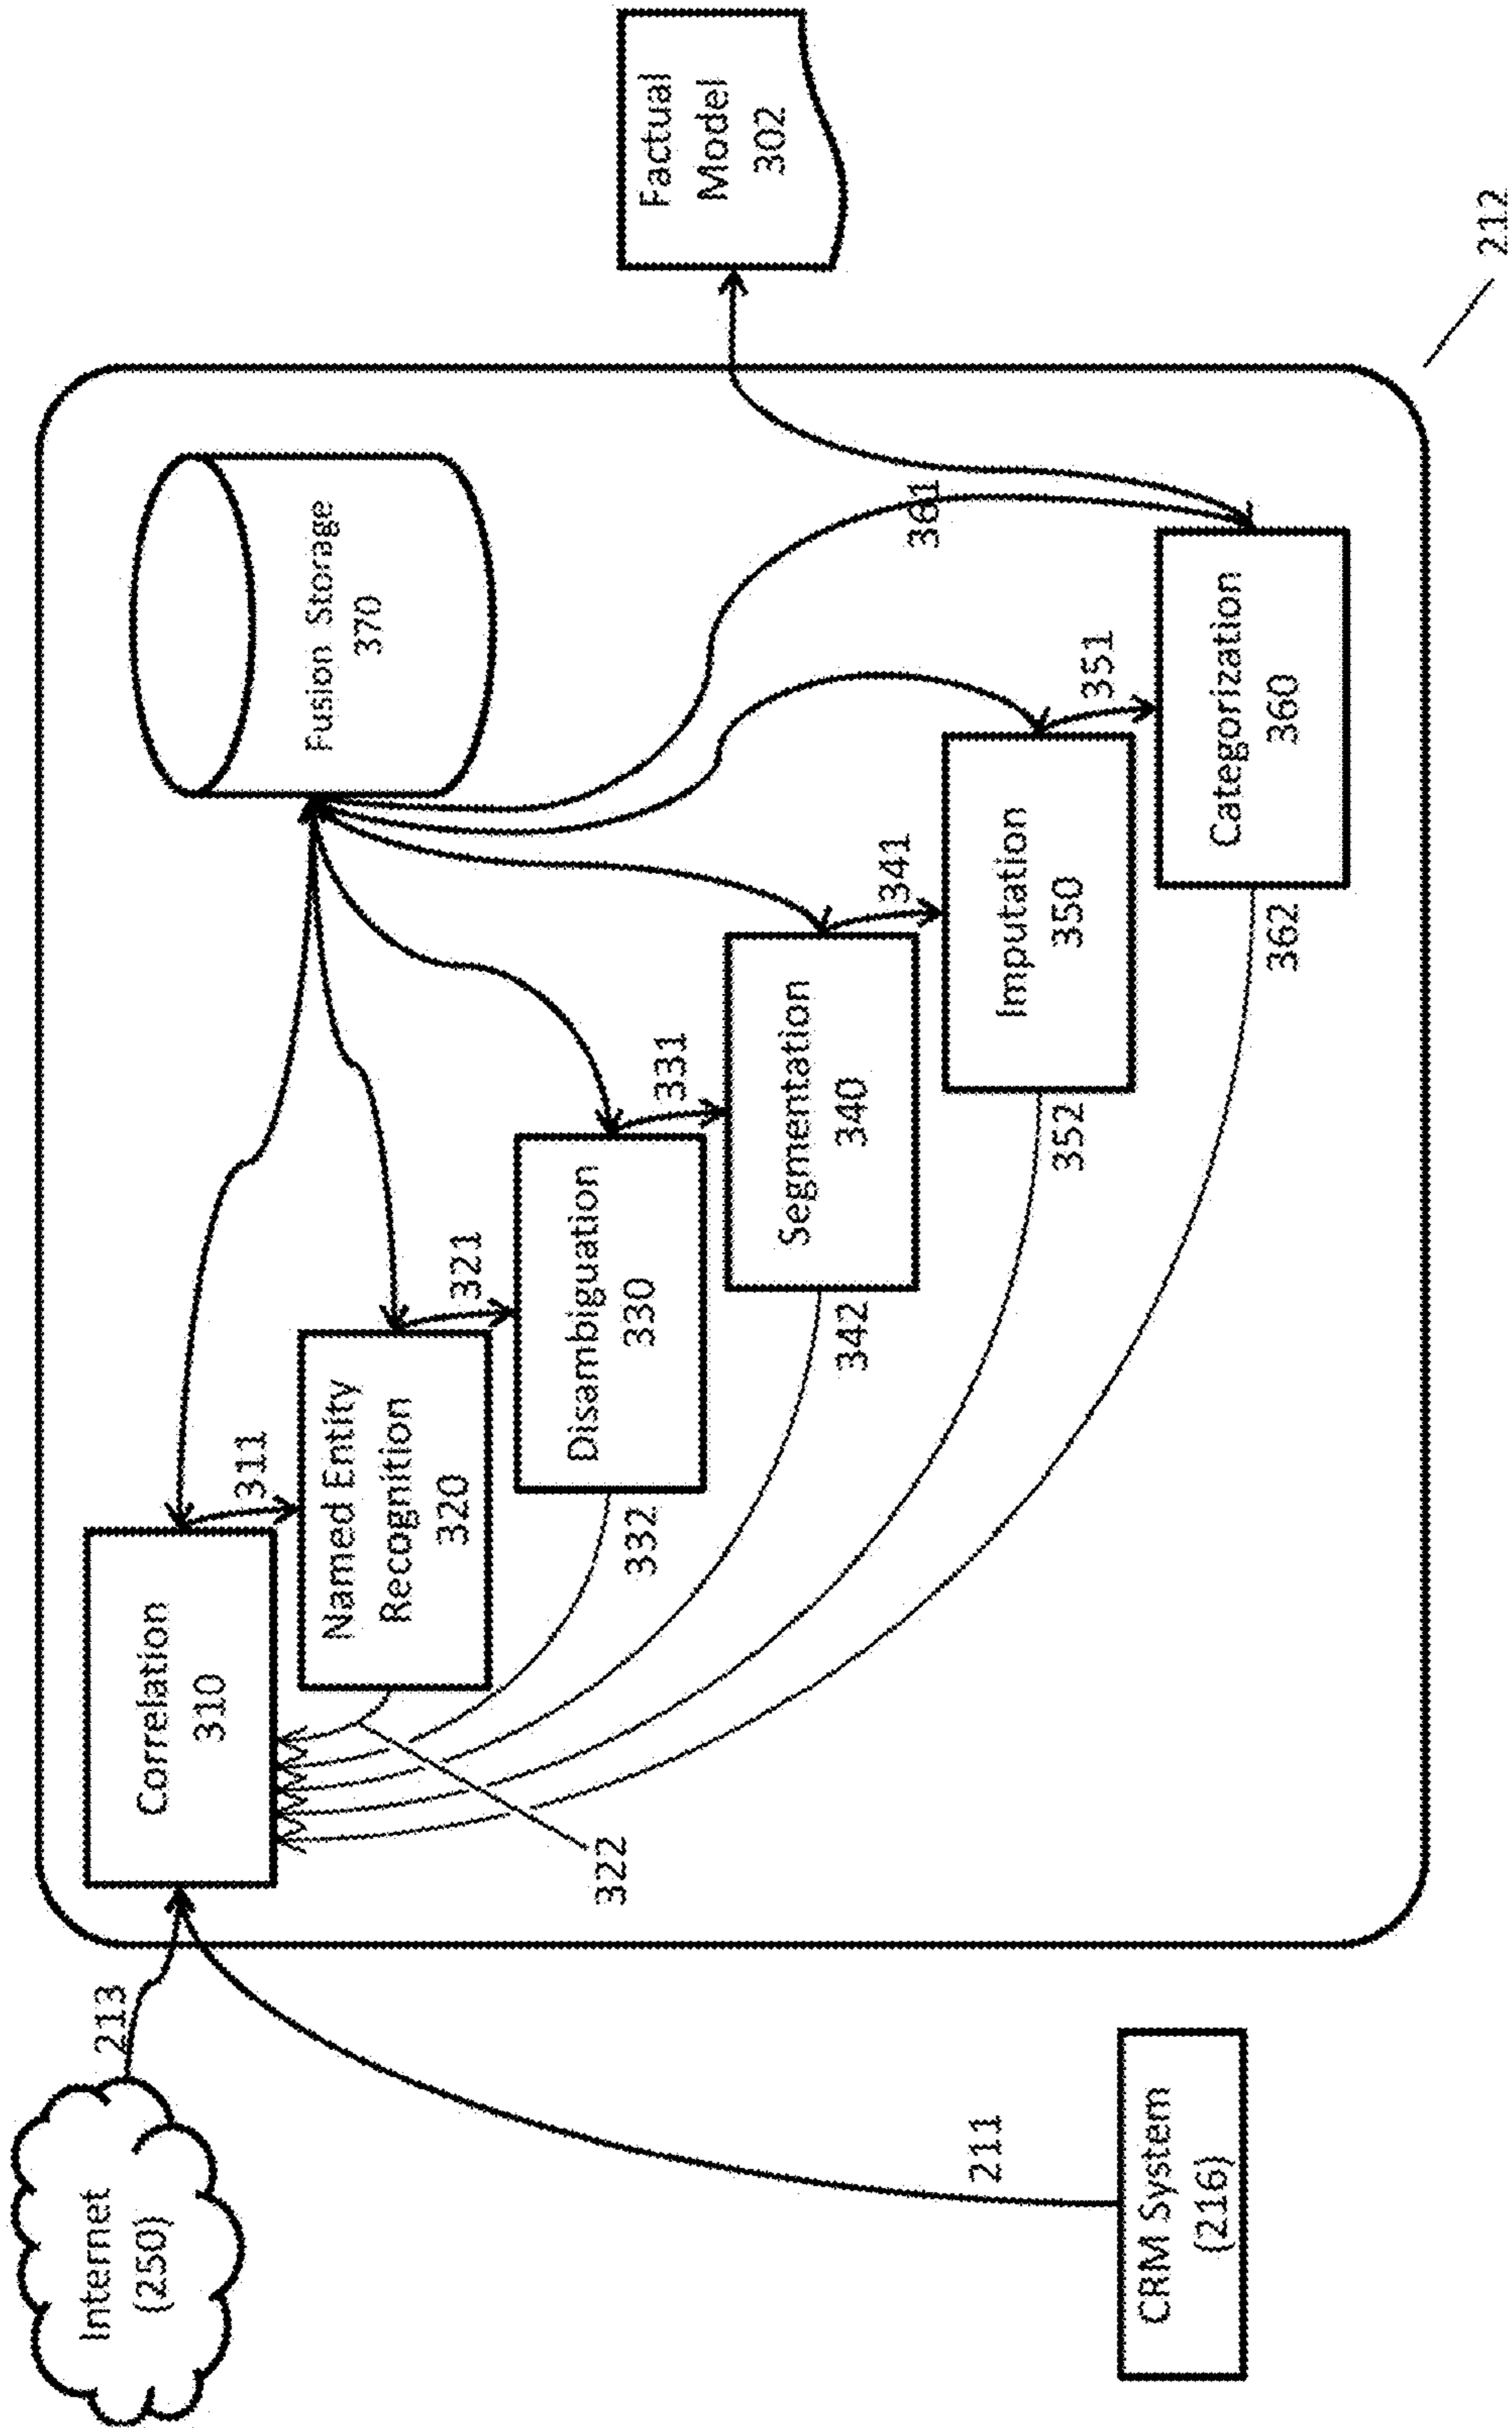 Internet
(250)
213
CRM System
(216)
211
Correlation
310
311
Named Entity
Recognition
320
321
322
Disambiguation
330
331
332
Segmentation
340
341
342
Imputation
350
351
352
Categorization
360
361
362
Fusion Storage
370
Factual
Model
302
212